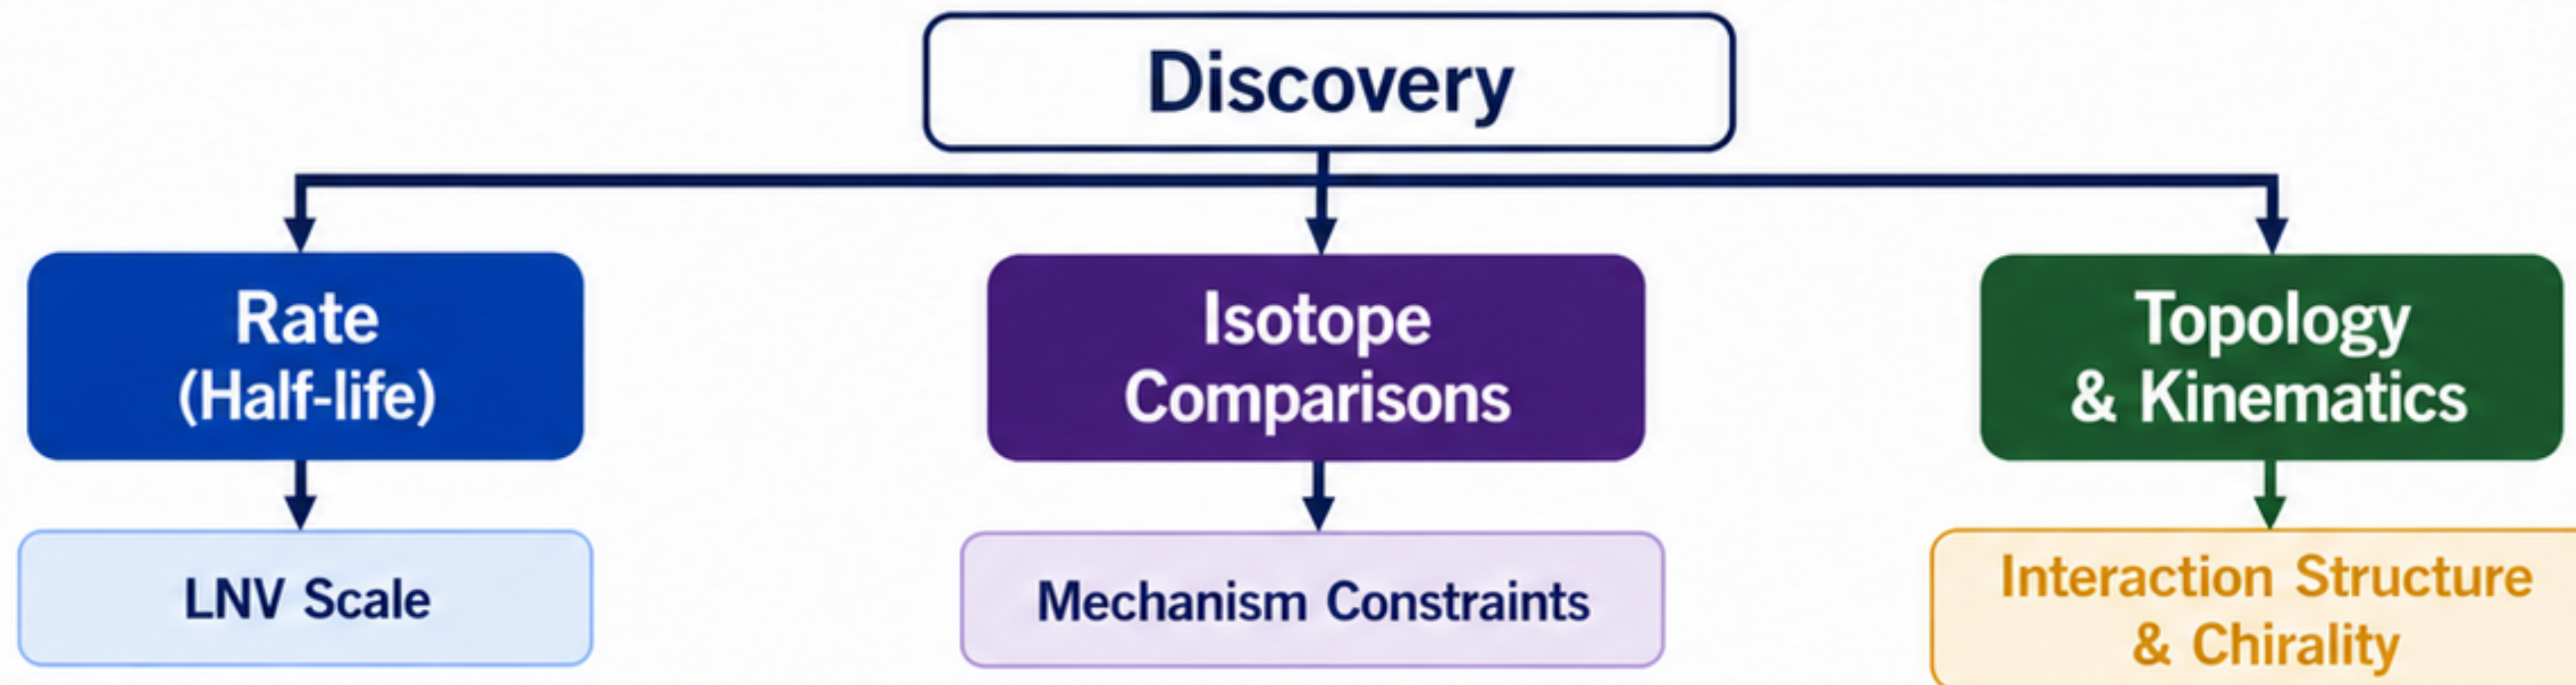 Discovery
Rate
(Half-life)
Isotope
Comparisons
Topology
& Kinematics
LNV Scale
Mechanism Constraints
Interaction Structure
& Chirality